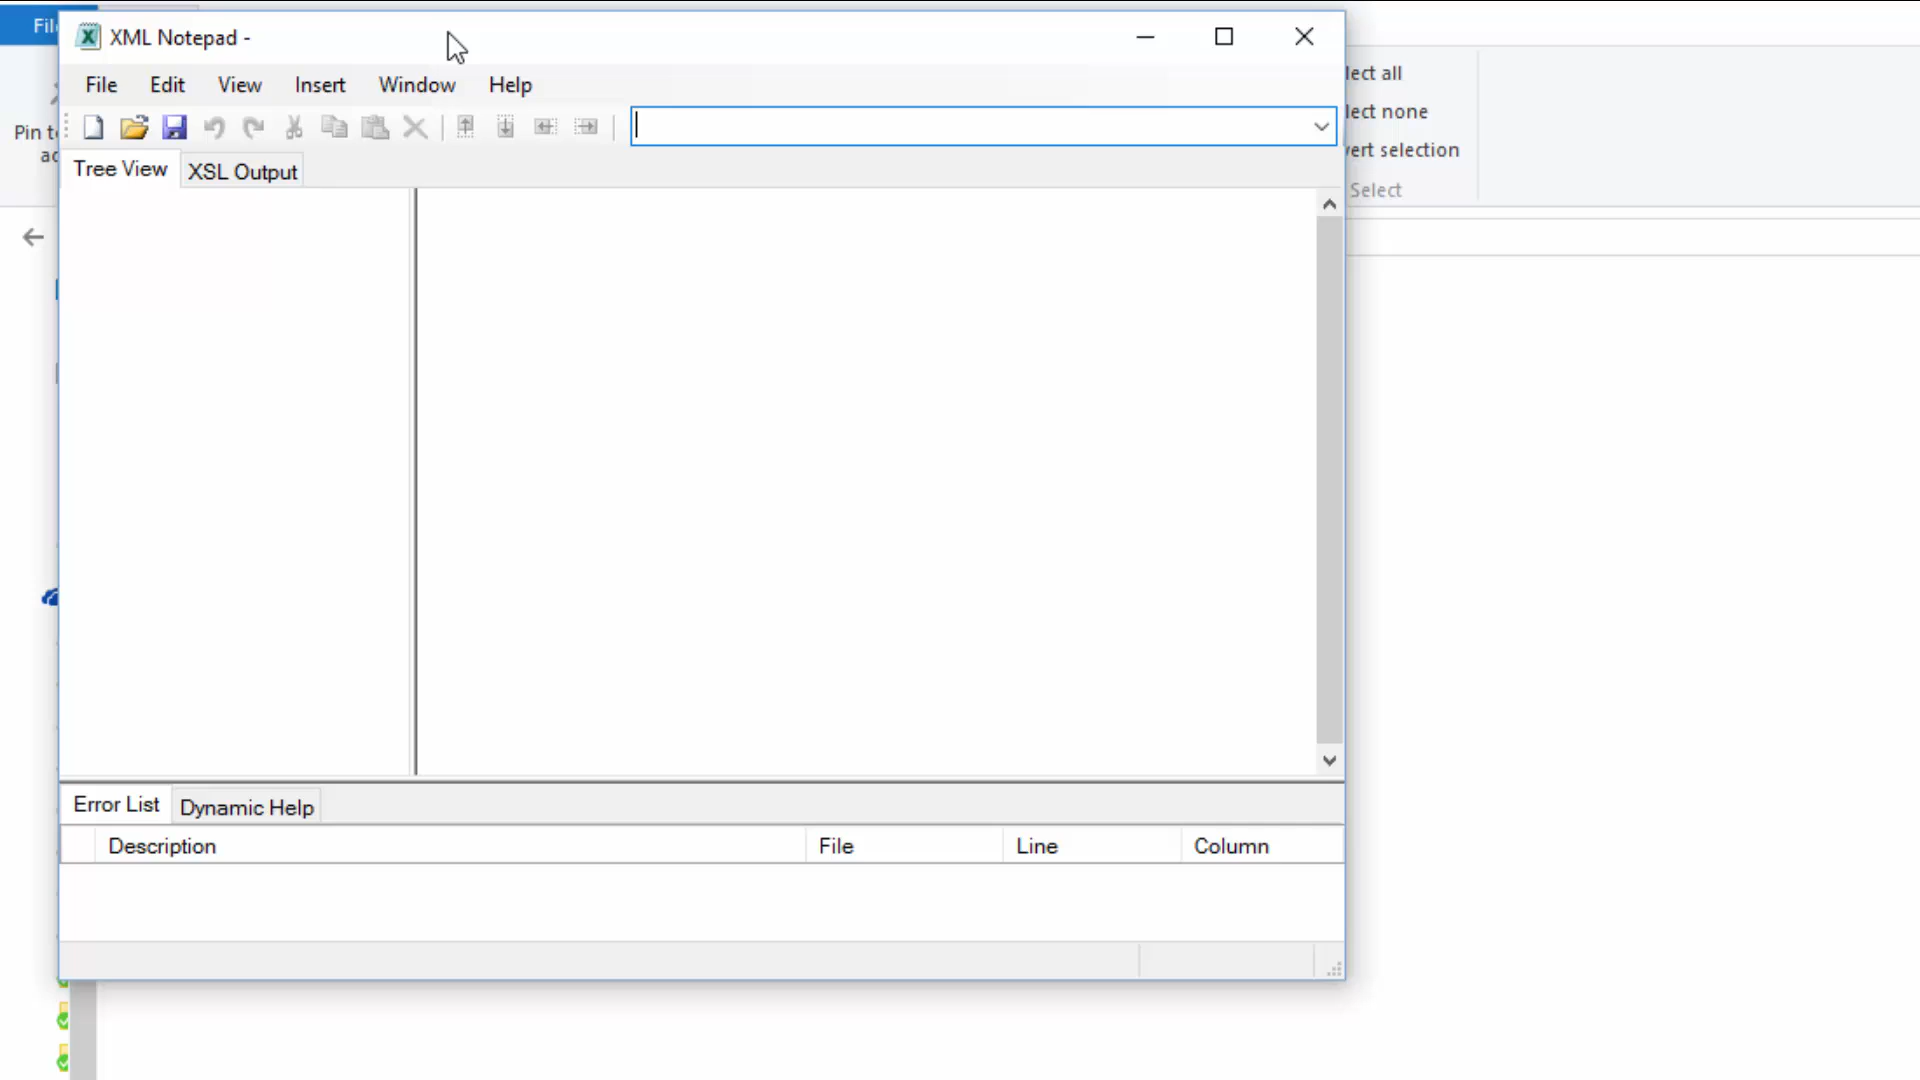 Fil
XML Notepad -
File Edit View Insert Window Help
lect all
lect none
ert selection
Select
Pin t
ac
Tree View XSL Output
Error List Dynamic Help
Description File Line Column